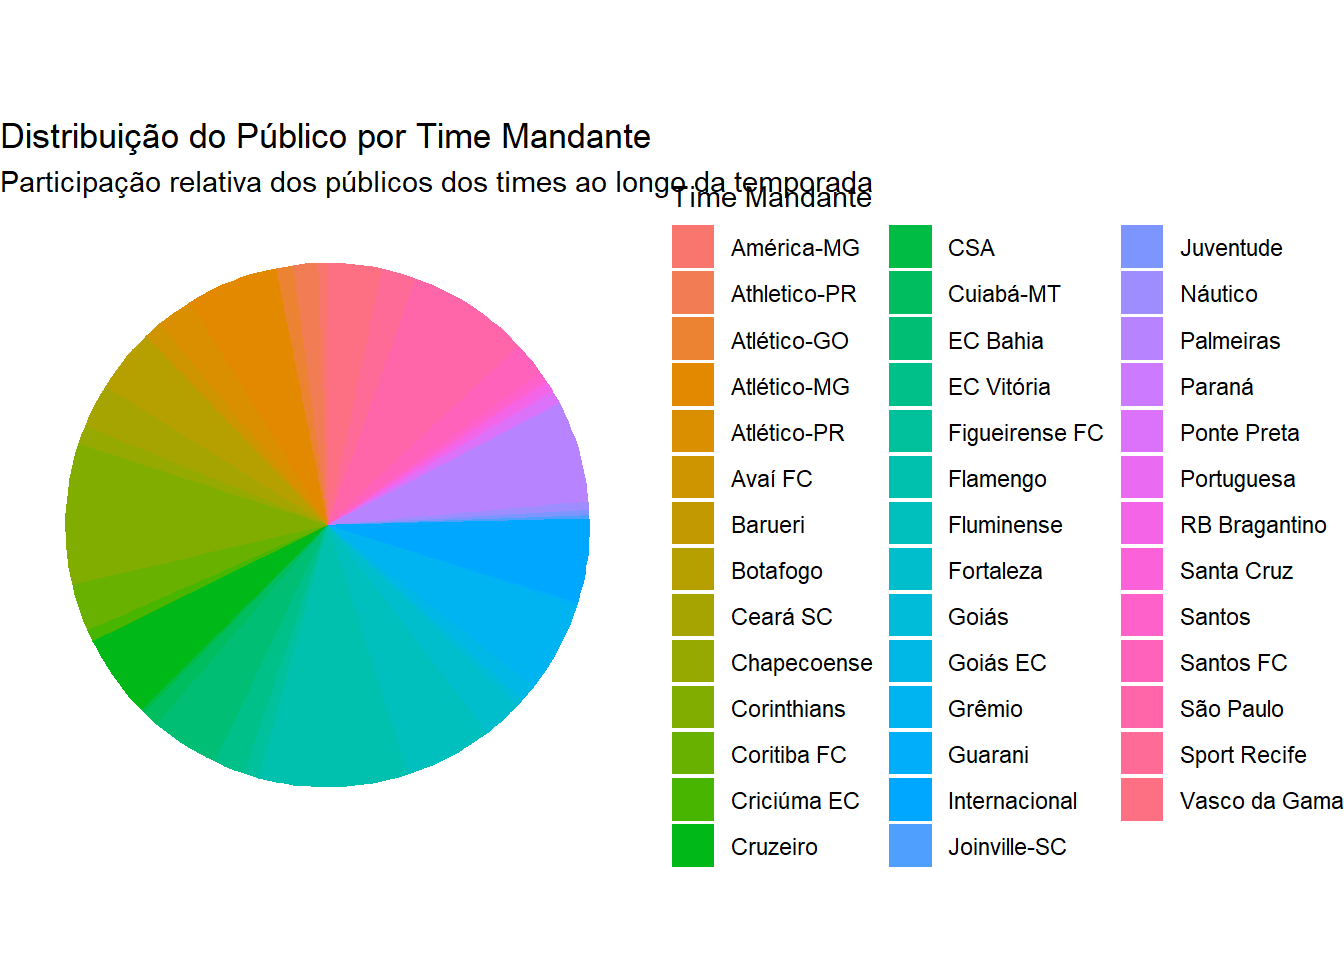 Distribuição do Público por Time Mandante
Participação relativa dos públicos dos times ao longo da temporada
Time Mandante
América-MG
Athletico-PR
Atlético-GO
Atlético-MG
Atlético-PR
Avaí FC
Barueri
Botafogo
Ceará SC
Chapecoense
Corinthians
Coritiba FC
Criciúma EC
Cruzeiro
CSA
Cuiabá-MT
EC Bahia
EC Vitória
Figueirense FC
Flamengo
Fluminense
Fortaleza
Goiás
Goiás EC
Grêmio
Guarani
Internacional
Joinville-SC
Juventude
Náutico
Palmeiras
Paraná
Ponte Preta
Portuguesa
RB Bragantino
Santa Cruz
Santos
Santos FC
São Paulo
Sport Recife
Vasco da Gama